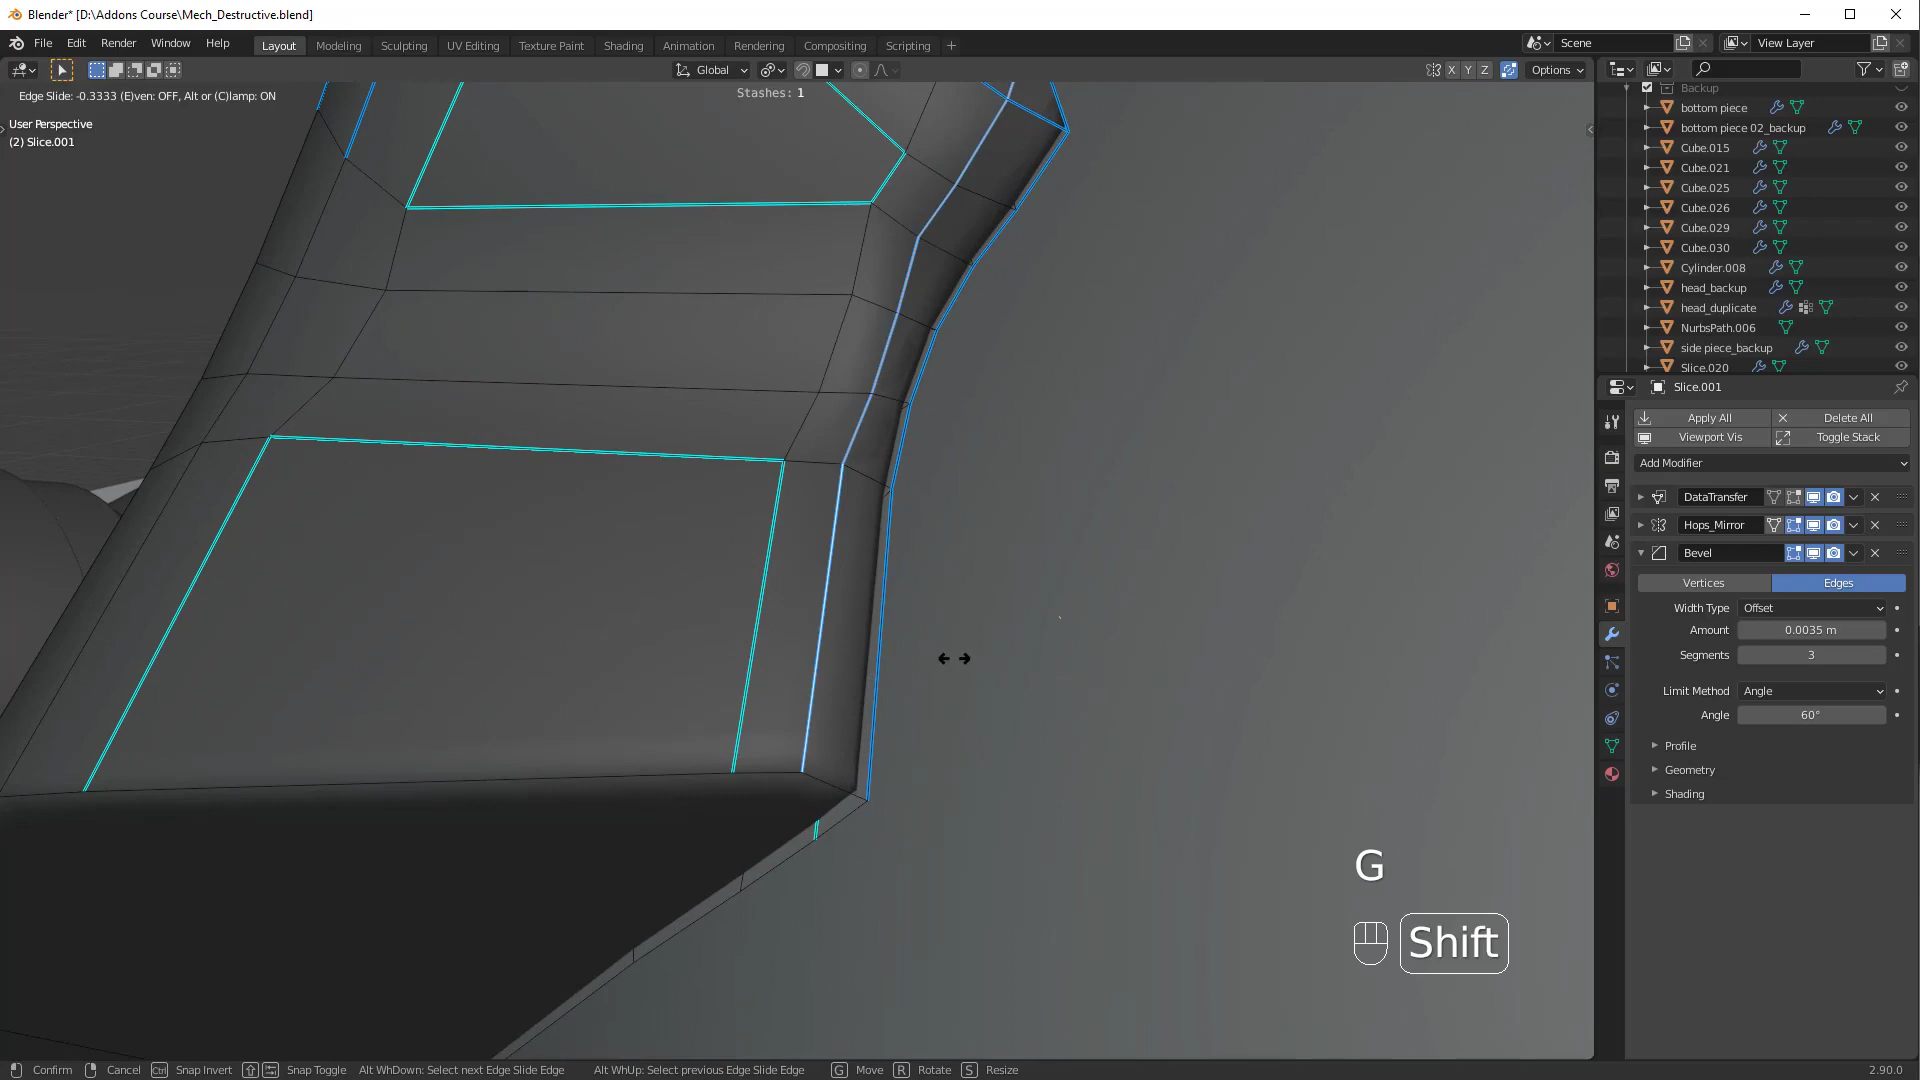 Blender* [D:\Addons Course\Mech_Destructive.blend]
File Edit Render Window Help Layout Modeling Sculpting UV Editing Texture Paint Shading Animation Rendering Compositing Scripting + Scene View Layer
Global X Y Z Options
Edge Slide: -0.3333 (E)ven: OFF, Alt or (C)lamp: ON
Stashes: 1
User Perspective
(2) Slice.001
Backup
bottom piece
bottom piece 02_backup
Cube.015
Cube.021
Cube.025
Cube.026
Cube.029
Cube.030
Cylinder.008
head_backup
head_duplicate
NurbsPath.006
side piece_backup
Slice.020
Slice.001
Apply All Delete All
Viewport Vis Toggle Stack
Add Modifier
DataTransfer
Hops_Mirror
Bevel
Vertices Edges
Width Type Offset
Amount 0.0035 m
Segments 3
Limit Method Angle
Angle 60°
Profile
Geometry
Shading
G
Shift
Confirm Cancel Ctrl Snap Invert Snap Toggle Alt WhDown: Select next Edge Slide Edge Alt WhUp: Select previous Edge Slide Edge G Move R Rotate S Resize 2.90.0